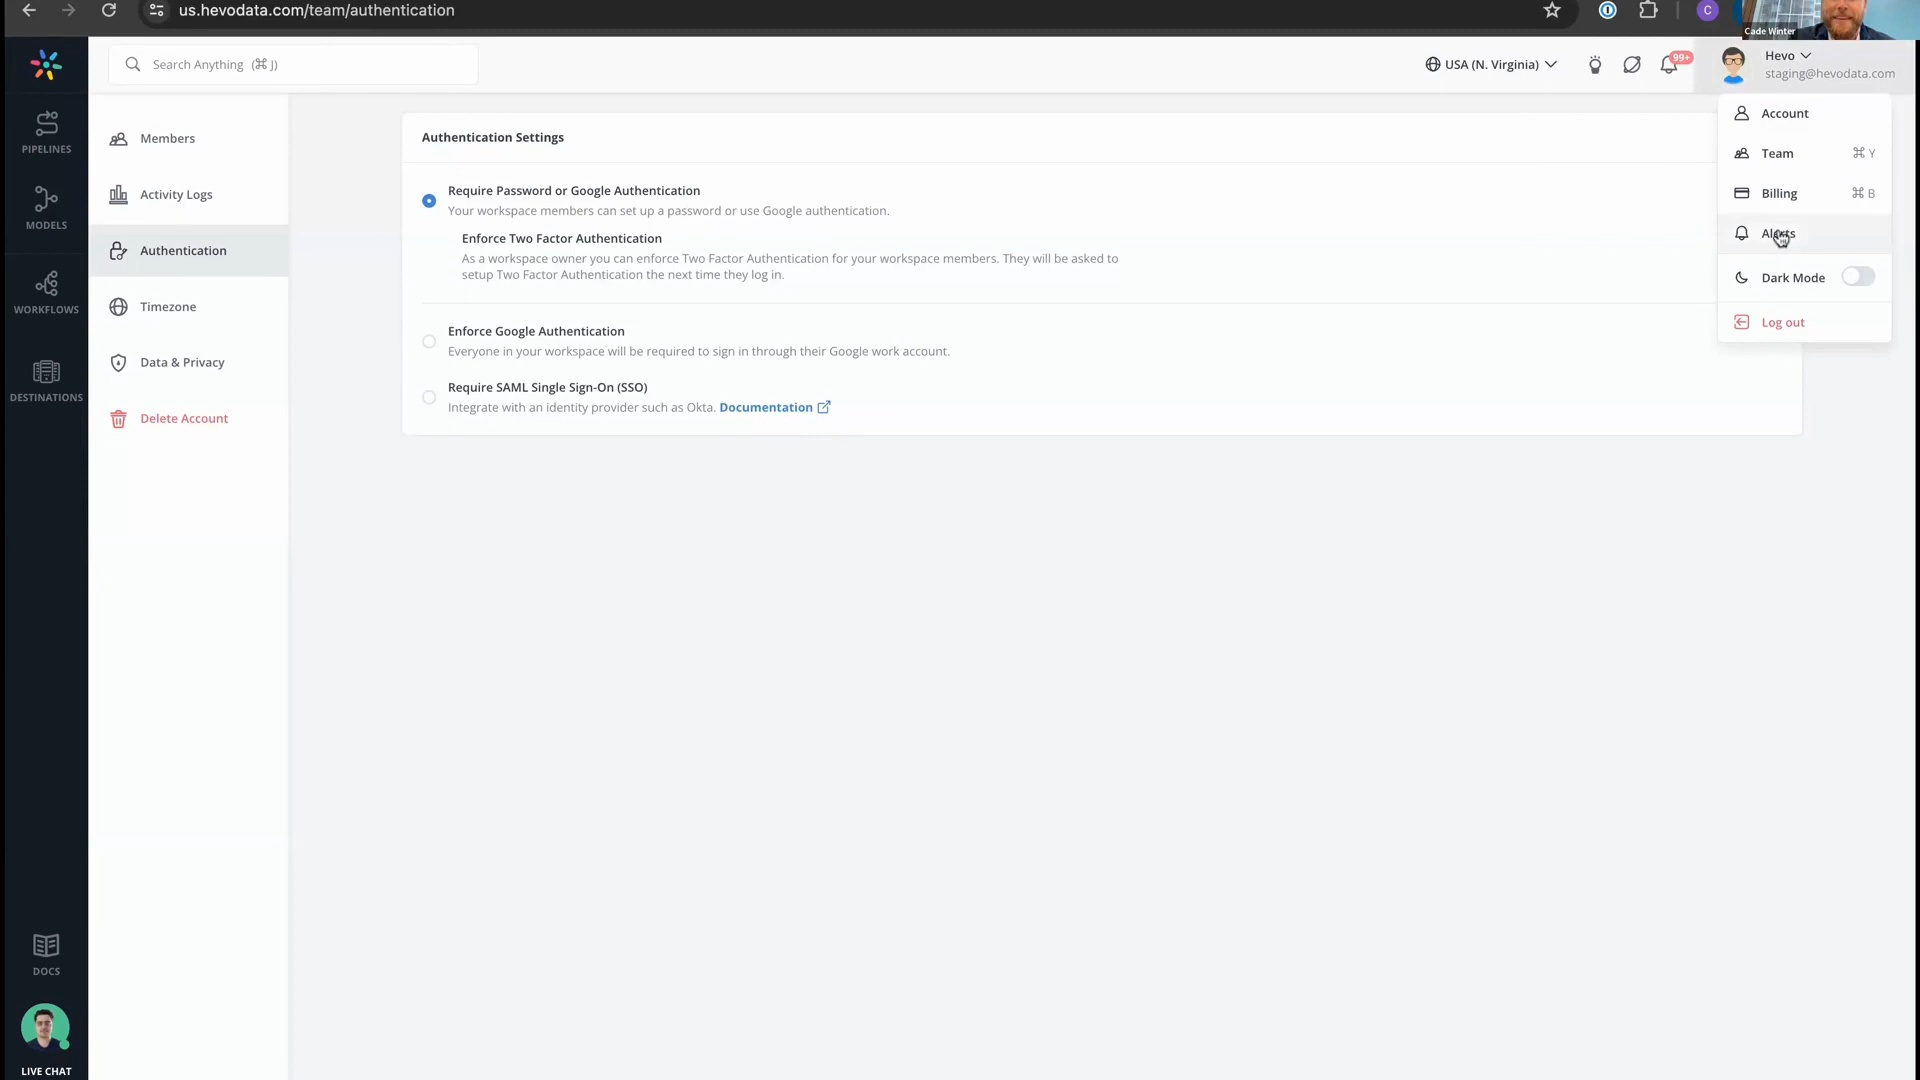 us.hevodata.com/team/authentication
C
Cade Winter
Search Anything (⌘ J)
USA (N. Virginia)
99+
Hevo
staging@hevodata.com
PIPELINES
MODELS
WORKFLOWS
DESTINATIONS
DOCS
LIVE CHAT
Members
Activity Logs
Authentication
Timezone
Data & Privacy
Delete Account
Authentication Settings
Require Password or Google Authentication
Your workspace members can set up a password or use Google authentication.
Enforce Two Factor Authentication
As a workspace owner you can enforce Two Factor Authentication for your workspace members. They will be asked to
setup Two Factor Authentication the next time they log in.
Enforce Google Authentication
Everyone in your workspace will be required to sign in through their Google work account.
Require SAML Single Sign-On (SSO)
Integrate with an identity provider such as Okta. Documentation
Account
Team ⌘ Y
Billing ⌘ B
Alerts
Dark Mode
Log out